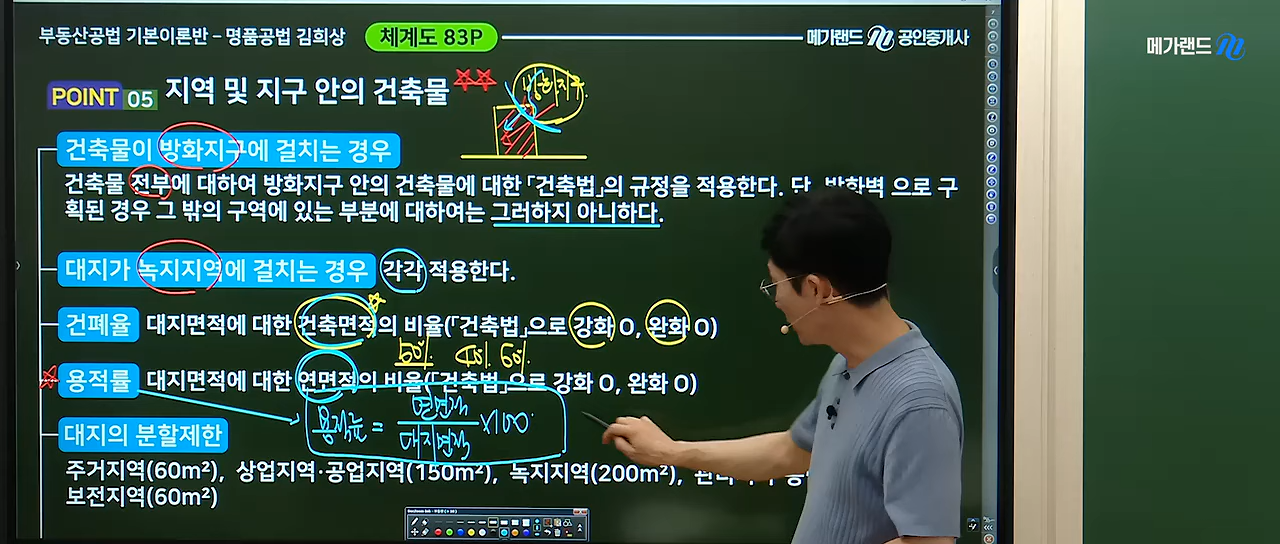 부동산공법 기본이론반 - 명품공법 김희상
체계도 83P
메가랜드 공인중개사
메가랜드
POINT 05 지역 및 지구 안의 건축물
방화지구
건축물이 방화지구에 걸치는 경우
건축물 전부에 대하여 방화지구 안의 건축물에 대한 「건축법」의 규정을 적용한다. 단, 방화벽 으로 구
획된 경우 그 밖의 구역에 있는 부분에 대하여는 그러하지 아니하다.
대지가 녹지지역에 걸치는 경우 각각 적용한다.
건폐율 대지면적에 대한 건축면적의 비율(「건축법」으로 강화 O, 완화 O)
50% 40% 60%
용적률 대지면적에 대한 연면적의 비율(「건축법」으로 강화 O, 완화 O)
용적률 = 연면적 / 대지면적 ×100
대지의 분할제한
주거지역(60m²), 상업지역·공업지역(150m²), 녹지지역(200m²),
보전지역(60m²)